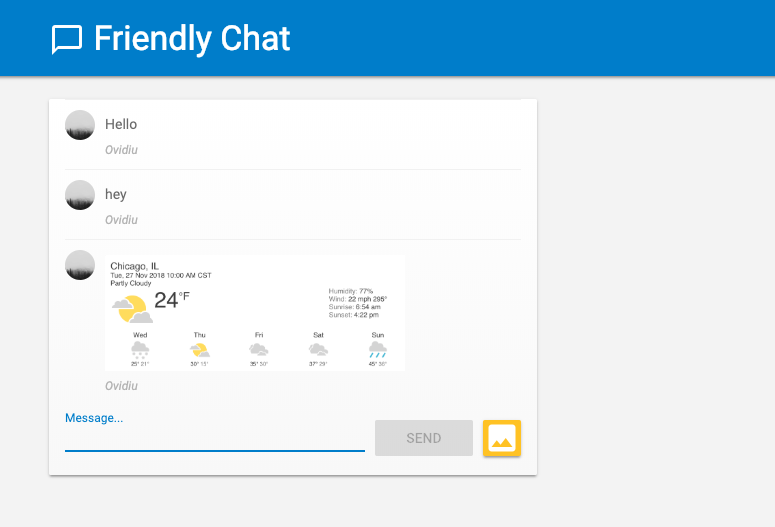 Friendly Chat
Hello
Ovidiu
hey
Ovidiu
Chicago, IL
Tue, 27 Nov 2018 10:00 AM CST
Partly Cloudy
24°F
Humidity: 77%
Wind: 22 mph 295°
Sunrise: 6:54 am
Sunset: 4:22 pm
Wed Thu Fri Sat Sun
25° 21° 30° 15° 35° 30° 37° 29° 45° 36°
Ovidiu
Message...
SEND